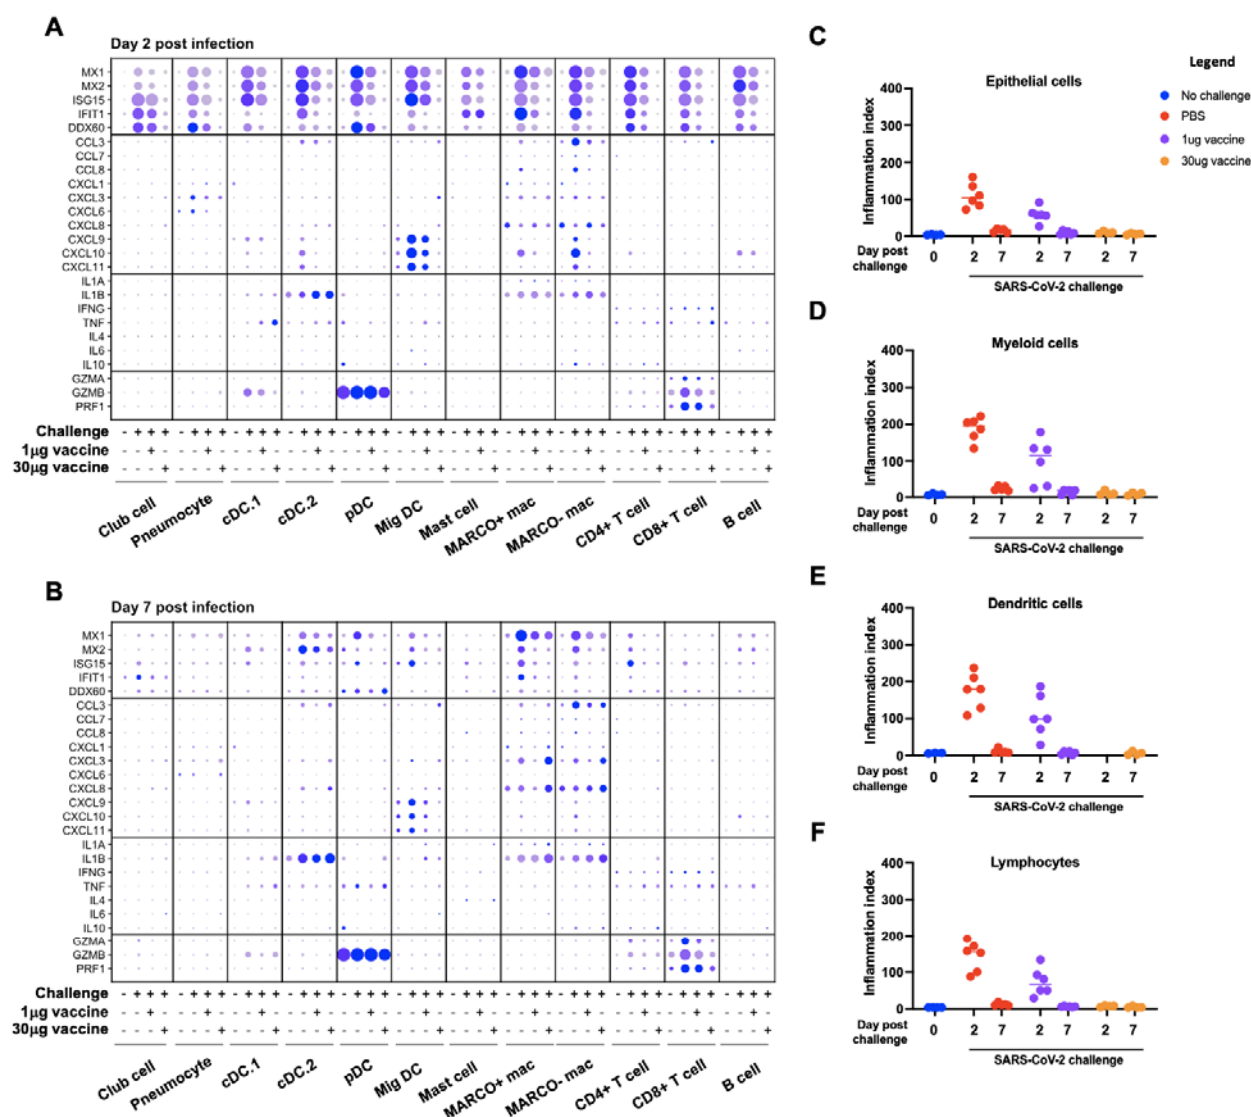 A
Day 2 post infection
MX1
MX2
ISG15
IFIT1
DDX60
CCL3
CCL7
CCL8
CXCL1
CXCL3
CXCL6
CXCL8
CXCL9
CXCL10
CXCL11
IL1A
IL1B
IFNG
TNF
IL4
IL6
IL10
GZMA
GZMB
PRF1
Challenge - + + + - + + + - + + + - + + + - + + + - + + + - + + + - + + + - + + + - + + + - + + + - + + +
1µg vaccine - - + - - - + - - - + - - - + - - - + - - - + - - - + - - - + - - - + - - - + - - - + - - - + -
30µg vaccine - - - + - - - + - - - + - - - + - - - + - - - + - - - + - - - + - - - + - - - + - - - + - - - +
Club cell
Pneumocyte
cDC.1
cDC.2
pDC
Mig DC
Mast cell
MARCO+ mac
MARCO- mac
CD4+ T cell
CD8+ T cell
B cell
B
Day 7 post infection
MX1
MX2
ISG15
IFIT1
DDX60
CCL3
CCL7
CCL8
CXCL1
CXCL3
CXCL6
CXCL8
CXCL9
CXCL10
CXCL11
IL1A
IL1B
IFNG
TNF
IL4
IL6
IL10
GZMA
GZMB
PRF1
Challenge - + + + - + + + - + + + - + + + - + + + - + + + - + + + - + + + - + + + - + + + - + + + - + + +
1µg vaccine - - + - - - + - - - + - - - + - - - + - - - + - - - + - - - + - - - + - - - + - - - + - - - + -
30µg vaccine - - - + - - - + - - - + - - - + - - - + - - - + - - - + - - - + - - - + - - - + - - - + - - - +
Club cell
Pneumocyte
cDC.1
cDC.2
pDC
Mig DC
Mast cell
MARCO+ mac
MARCO- mac
CD4+ T cell
CD8+ T cell
B cell
C
Epithelial cells
Inflammation index
400
300
200
100
0
Day post
challenge
0 2 7 2 7 2 7
SARS-CoV-2 challenge
Legend
No challenge
PBS
1ug vaccine
30ug vaccine
D
Myeloid cells
Inflammation index
400
300
200
100
0
Day post
challenge
0 2 7 2 7 2 7
SARS-CoV-2 challenge
E
Dendritic cells
Inflammation index
400
300
200
100
0
Day post
challenge
0 2 7 2 7 2 7
SARS-CoV-2 challenge
F
Lymphocytes
Inflammation index
400
300
200
100
0
Day post
challenge
0 2 7 2 7 2 7
SARS-CoV-2 challenge